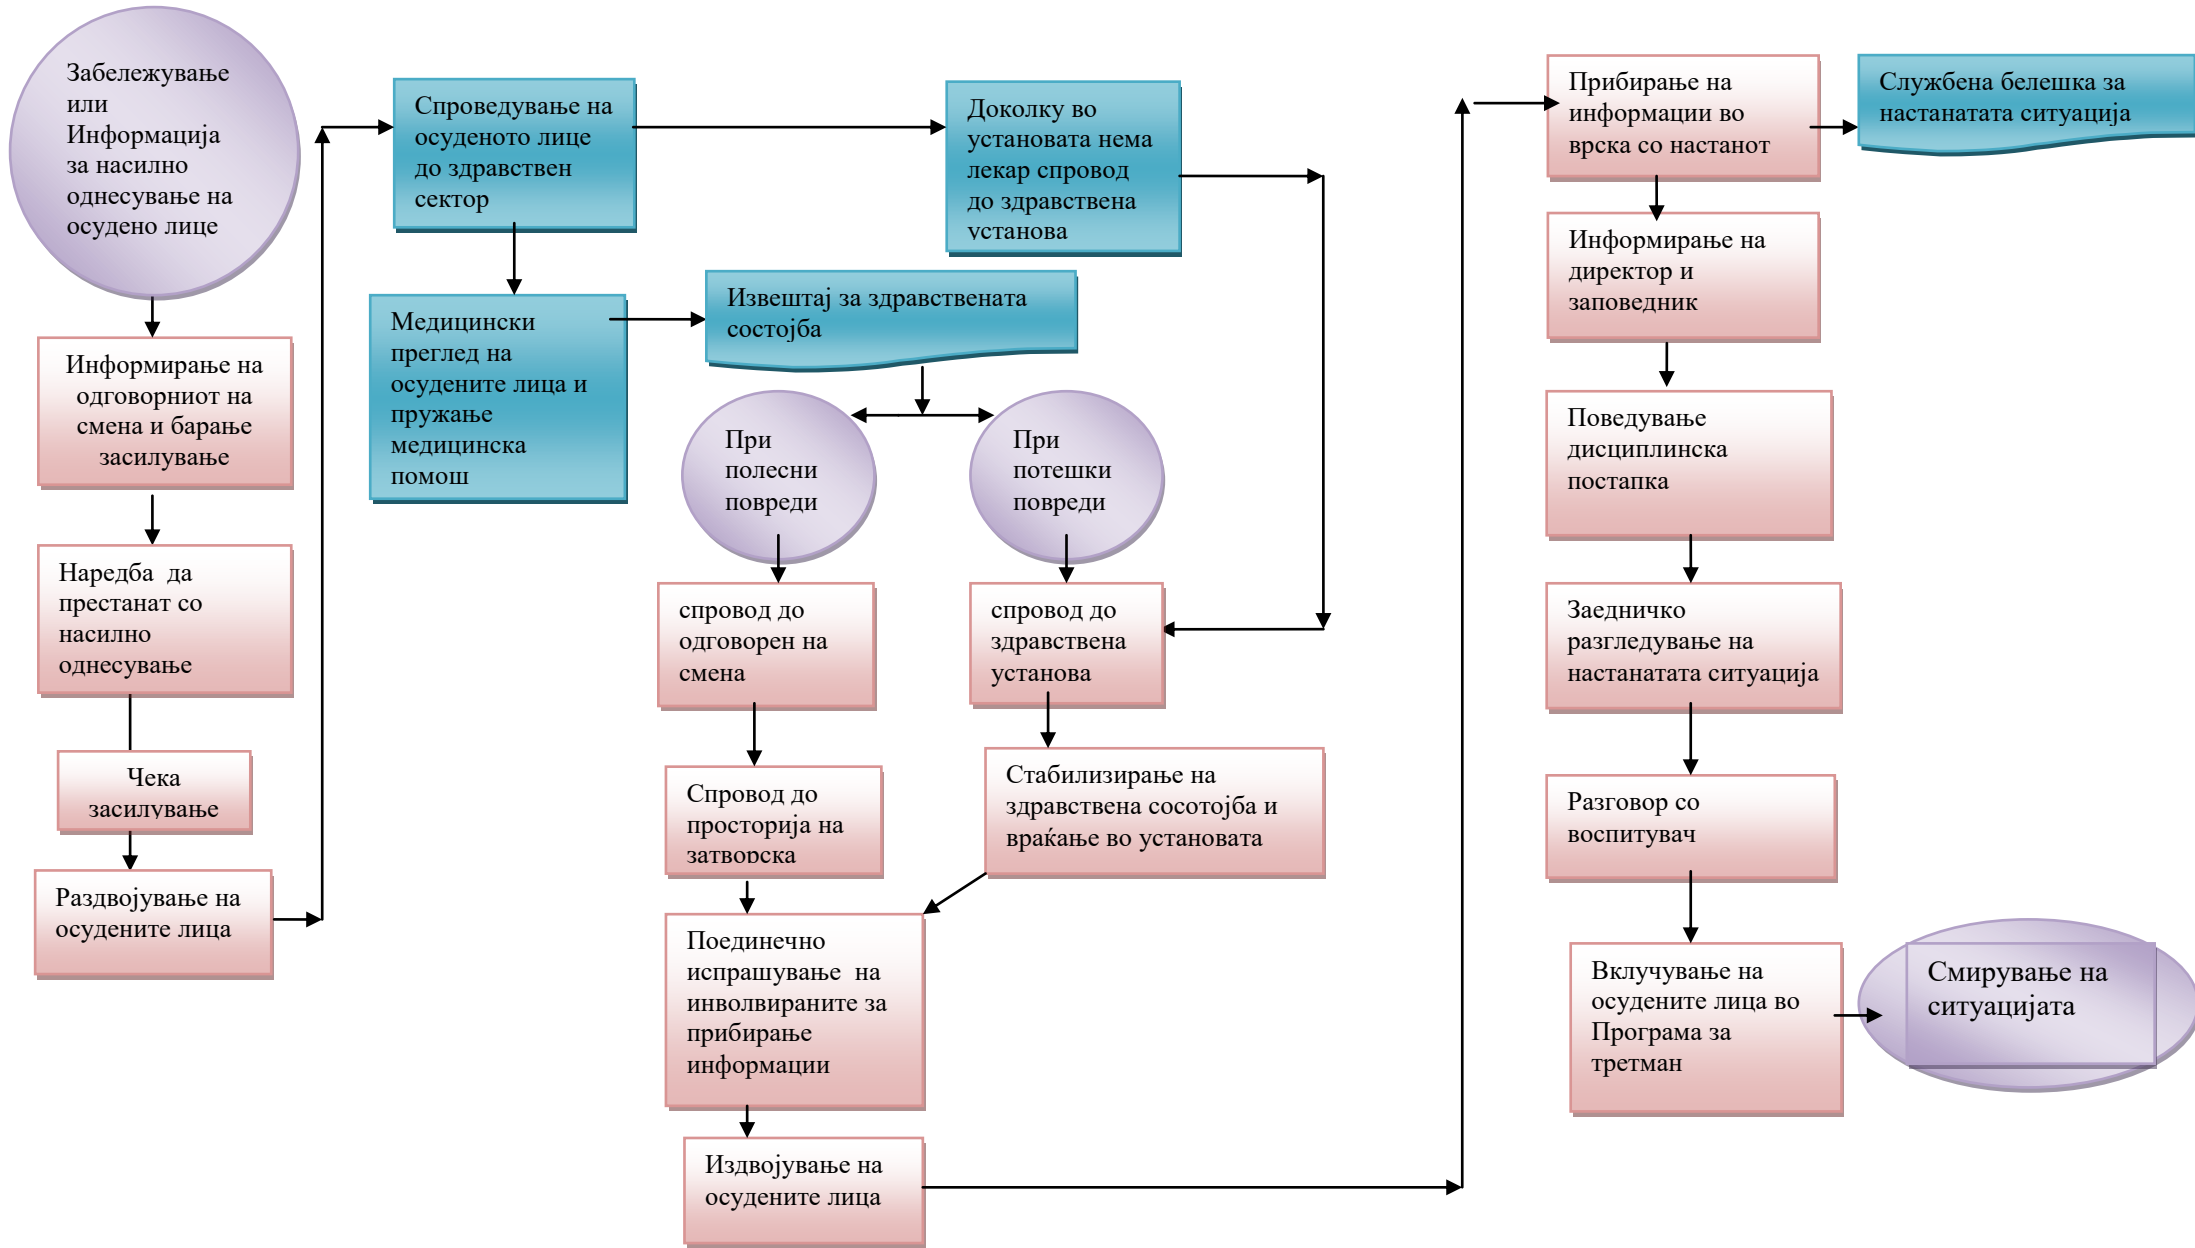 Забележување
или
Информација
за насилно
однесување на
осудено лице
Информирање на
одговорниот на
смена и барање
засилување
Наредба  да
престанат со
насилно
однесување
Чека
засилување
Раздвојување на
осудените лица
Спроведување на
осуденото лице
до здравствен
сектор
Доколку во
установата нема
лекар спровод
до здравствена
установа
Медицински
преглед на
осудените лица и
пружање
медицинска
помош
Извештај за здравствената
состојба
При
полесни
повреди
При
потешки
повреди
спровод до
одговорен на
смена
спровод до
здравствена
установа
Спровод до
просторија на
затворска
Стабилизирање на
здравствена сосотојба и
враќање во установата
Поединечно
испрашување  на
инволвираните за
прибирање
информации
Издвојување на
осудените лица
Прибирање на
информации во
врска со настанот
Службена белешка за
настанатата ситуација
Информирање на
директор и
заповедник
Поведување
дисциплинска
постапка
Заедничко
разгледување на
настанатата ситуација
Разговор со
воспитувач
Вклучување на
осудените лица во
Програма за
третман
Смирување на
ситуацијата